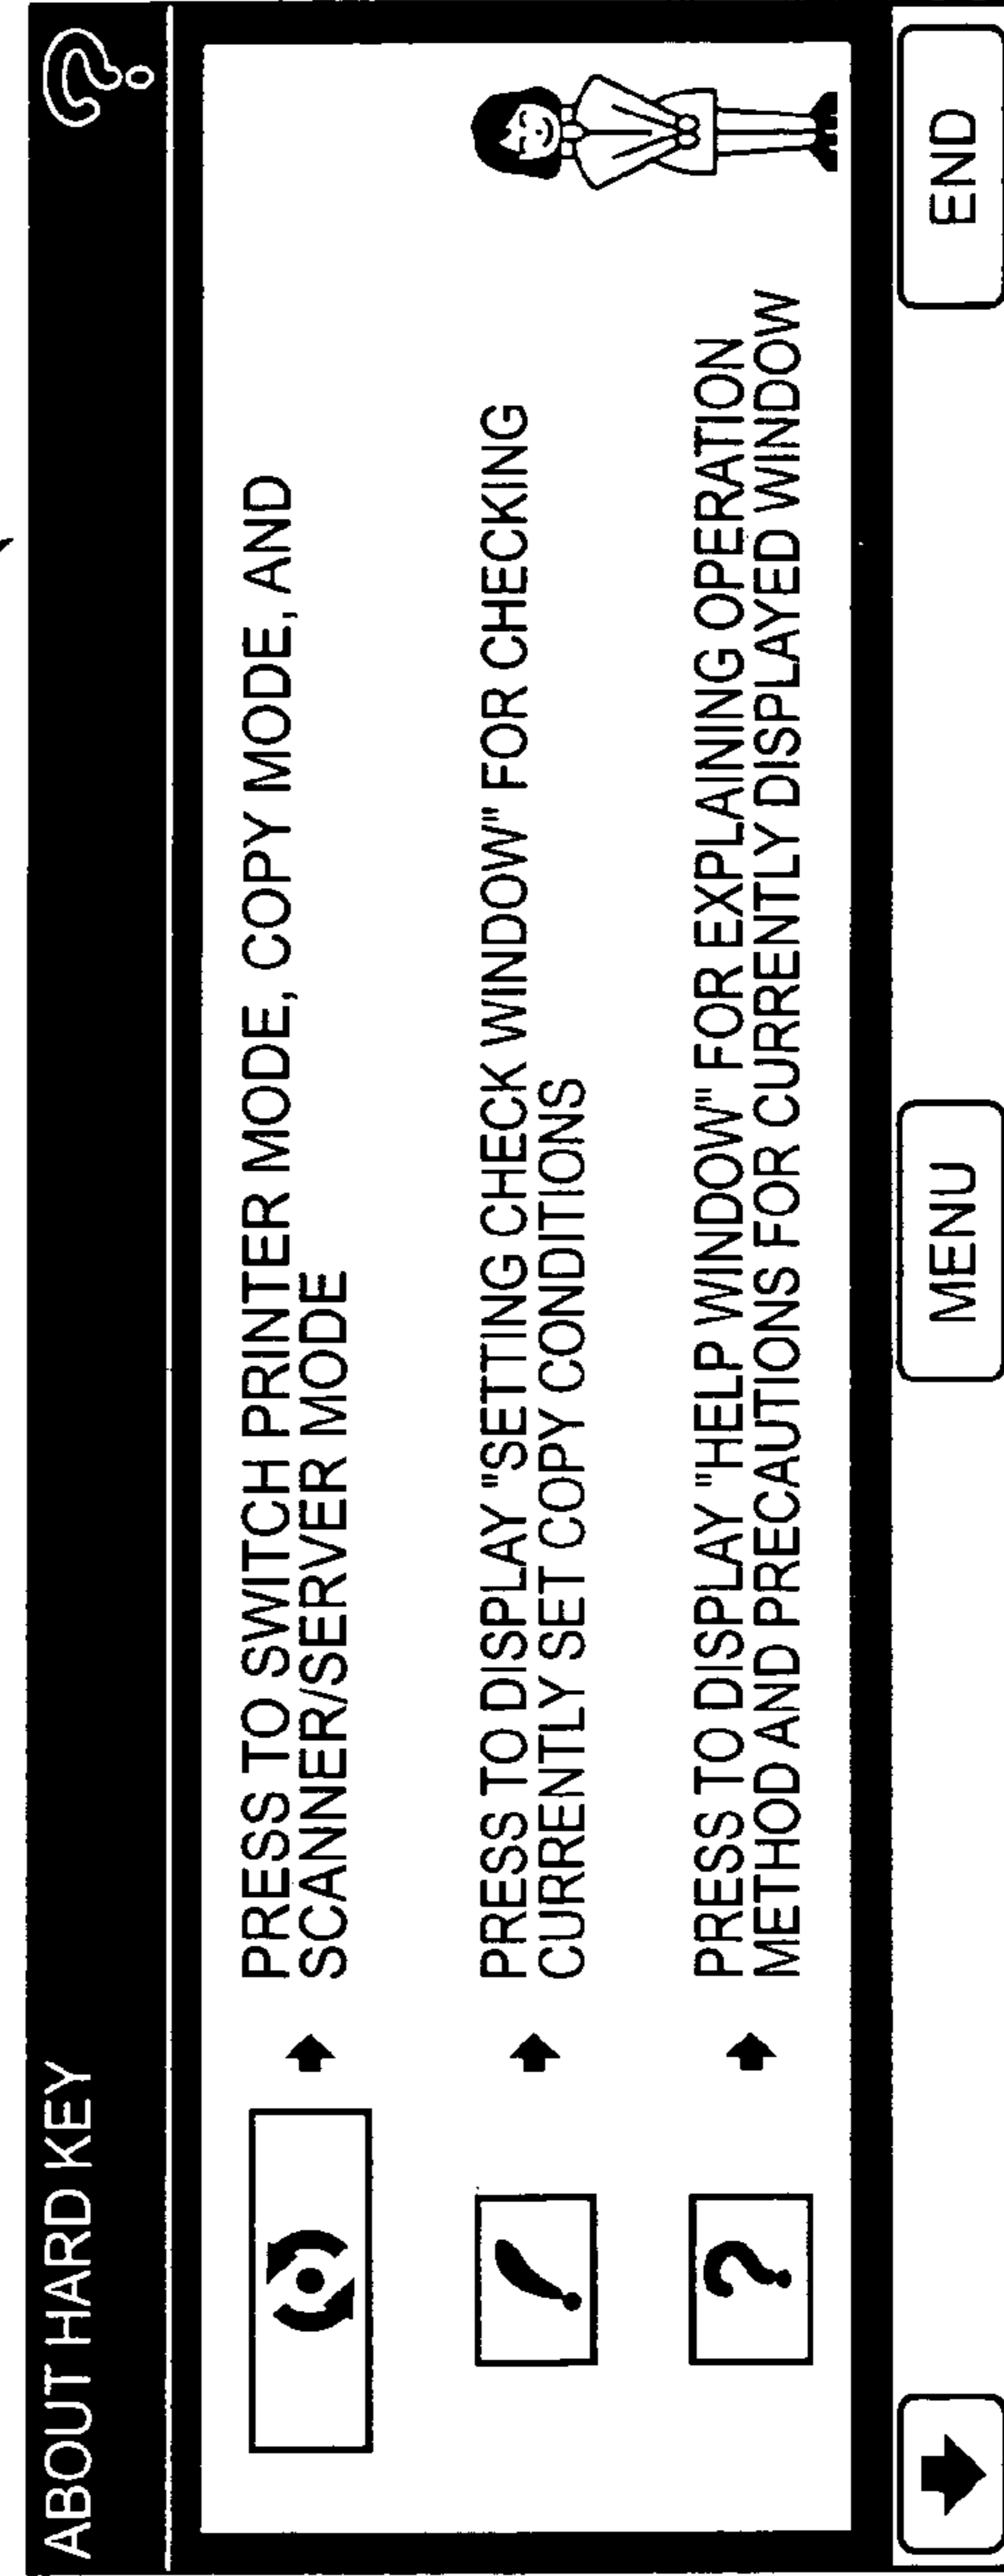 ABOUT HARD KEY
PRESS TO SWITCH PRINTER MODE, COPY MODE, AND
SCANNER/SERVER MODE
PRESS TO DISPLAY "SETTING CHECK WINDOW" FOR CHECKING
CURRENTLY SET COPY CONDITIONS
?
PRESS TO DISPLAY "HELP WINDOW" FOR EXPLAINING OPERATION
METHOD AND PRECAUTIONS FOR CURRENTLY DISPLAYED WINDOW
MENU
END